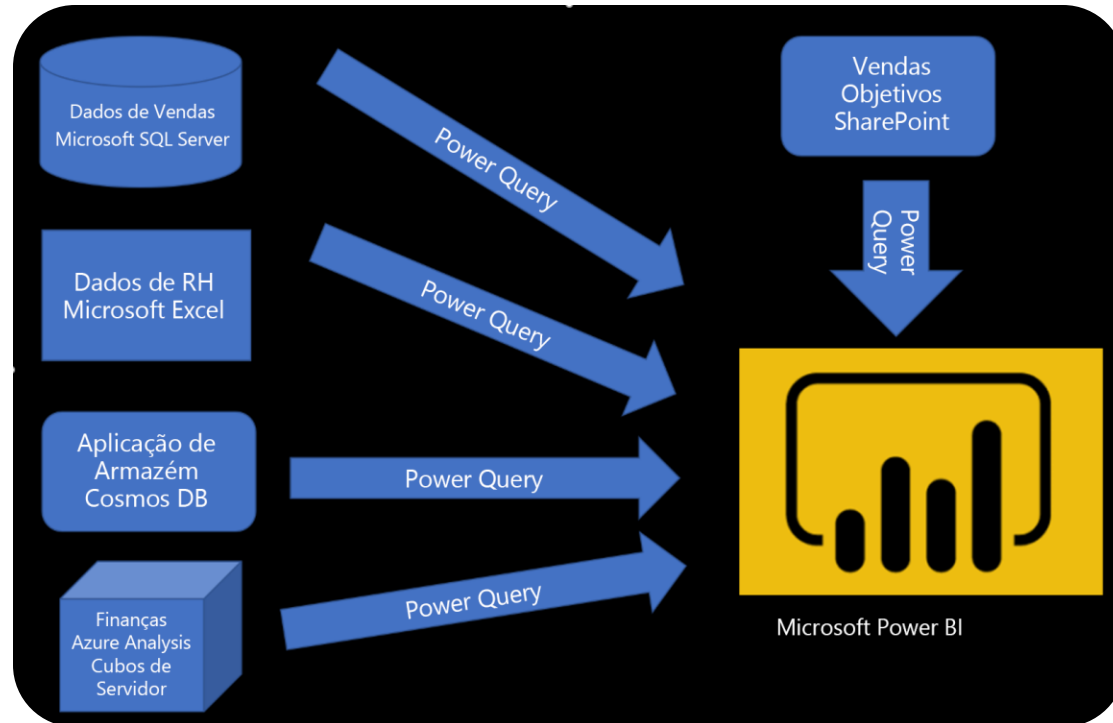 Dados de Vendas
Microsoft SQL Server
Power Query
Vendas
Objetivos
SharePoint
Power
Query
Dados de RH
Microsoft Excel
Power Query
Aplicação de
Armazém
Cosmos DB
Power Query
Finanças
Azure Analysis
Cubos de
Servidor
Power Query
Microsoft Power BI